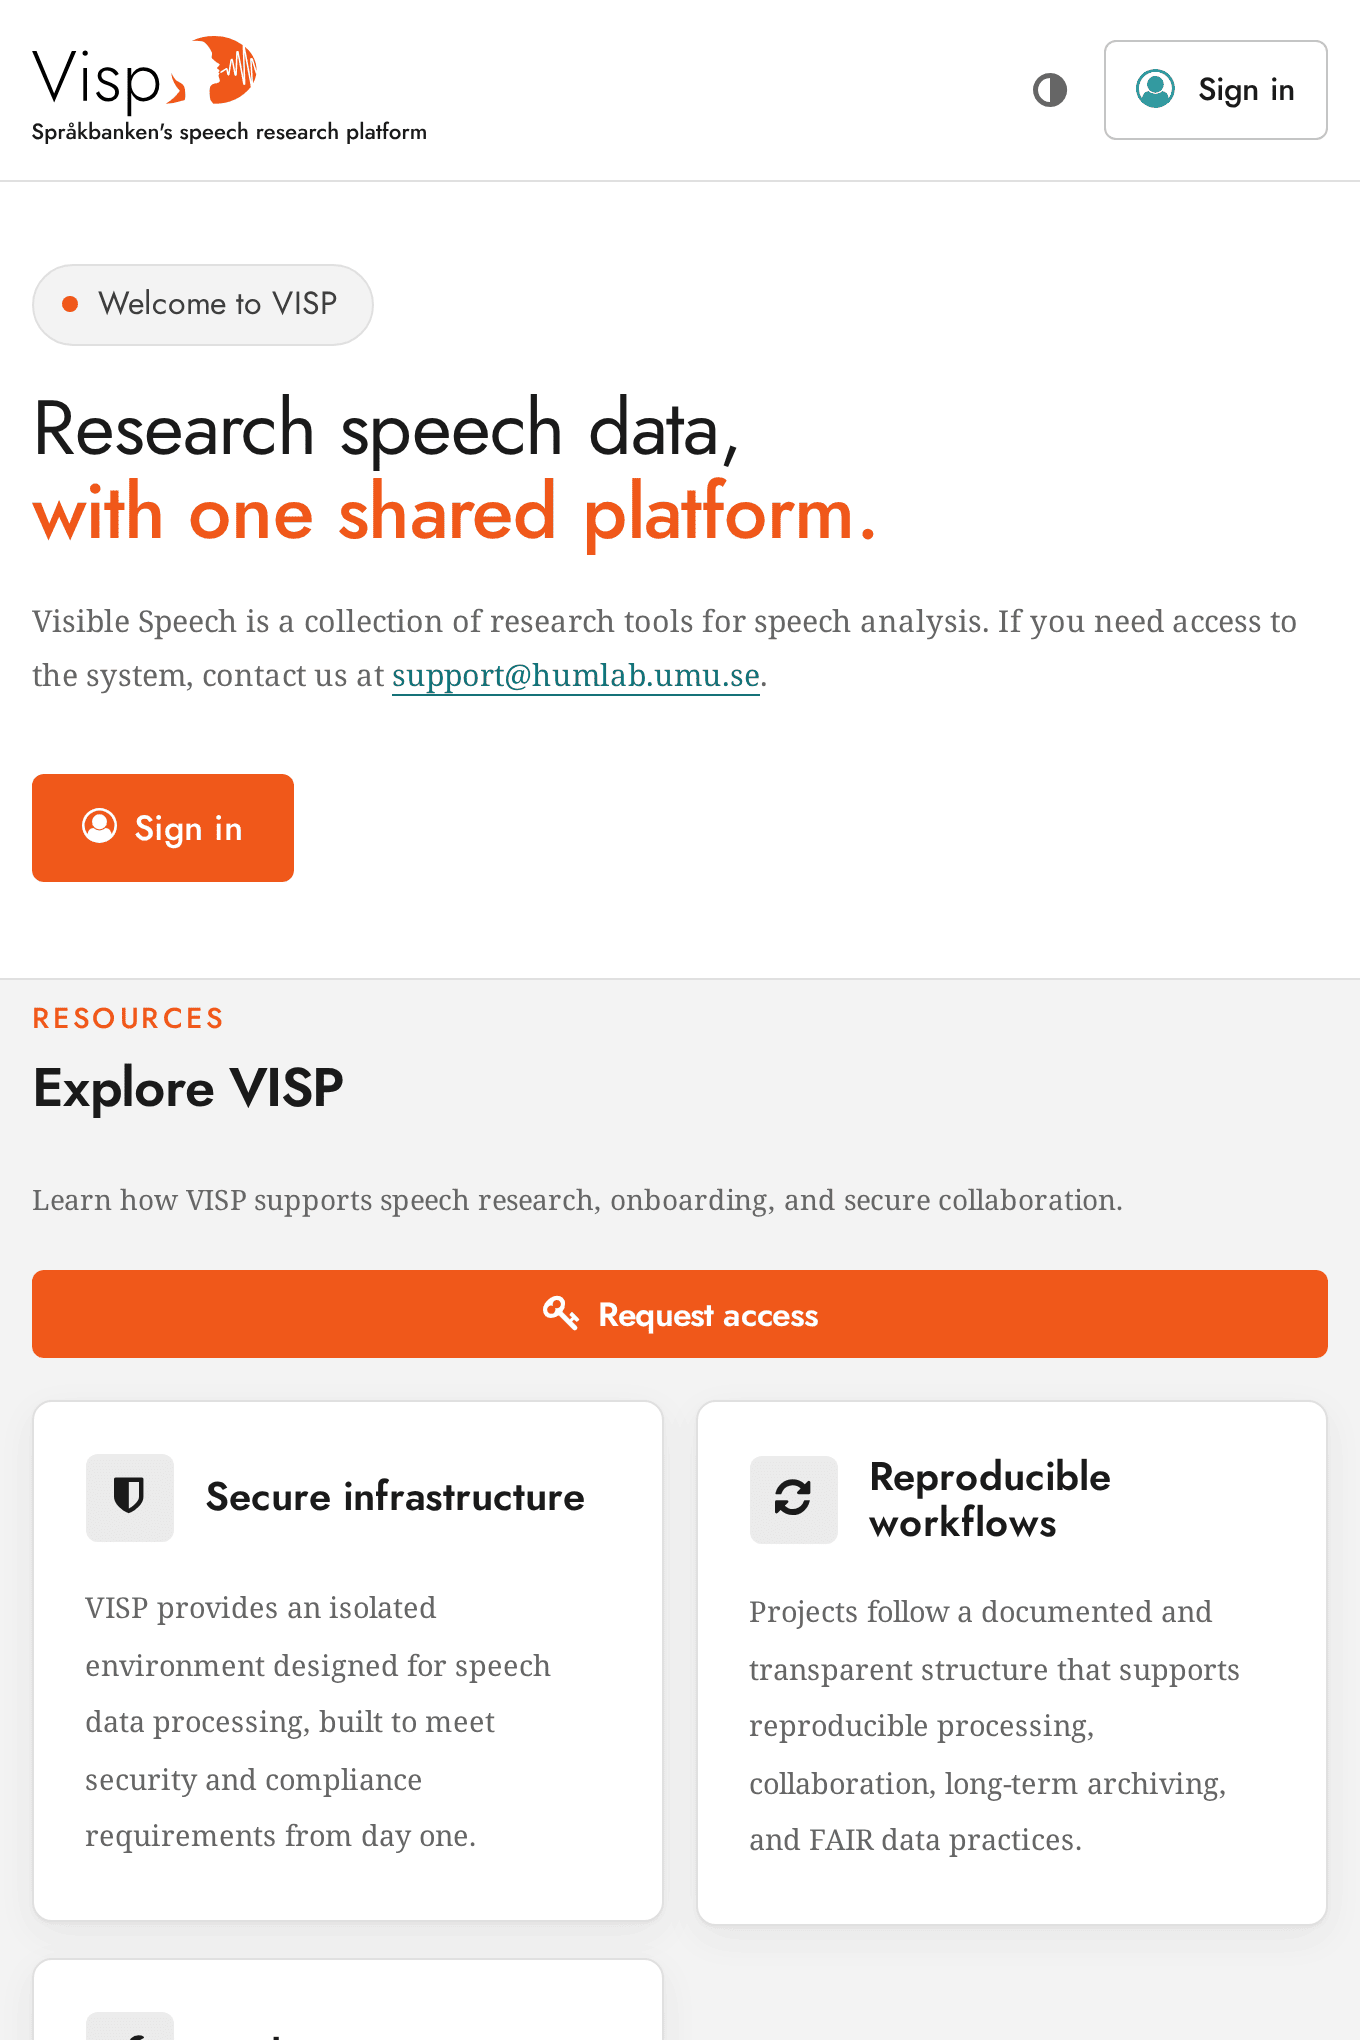 Visp
Språkbanken's speech research platform
Sign in
Welcome to VISP
Research speech data,
with one shared platform.
Visible Speech is a collection of research tools for speech analysis. If you need access to
the system, contact us at support@humlab.umu.se.
Sign in
RESOURCES
Explore VISP
Learn how VISP supports speech research, onboarding, and secure collaboration.
Request access
Secure infrastructure
VISP provides an isolated
environment designed for speech
data processing, built to meet
security and compliance
requirements from day one.
Reproducible
workflows
Projects follow a documented and
transparent structure that supports
reproducible processing,
collaboration, long-term archiving,
and FAIR data practices.